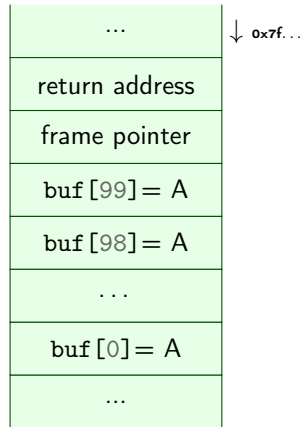 ...
↓ 0x7f...
return address
frame pointer
buf[99]= A
buf[98]= A
...
buf[0]= A
...